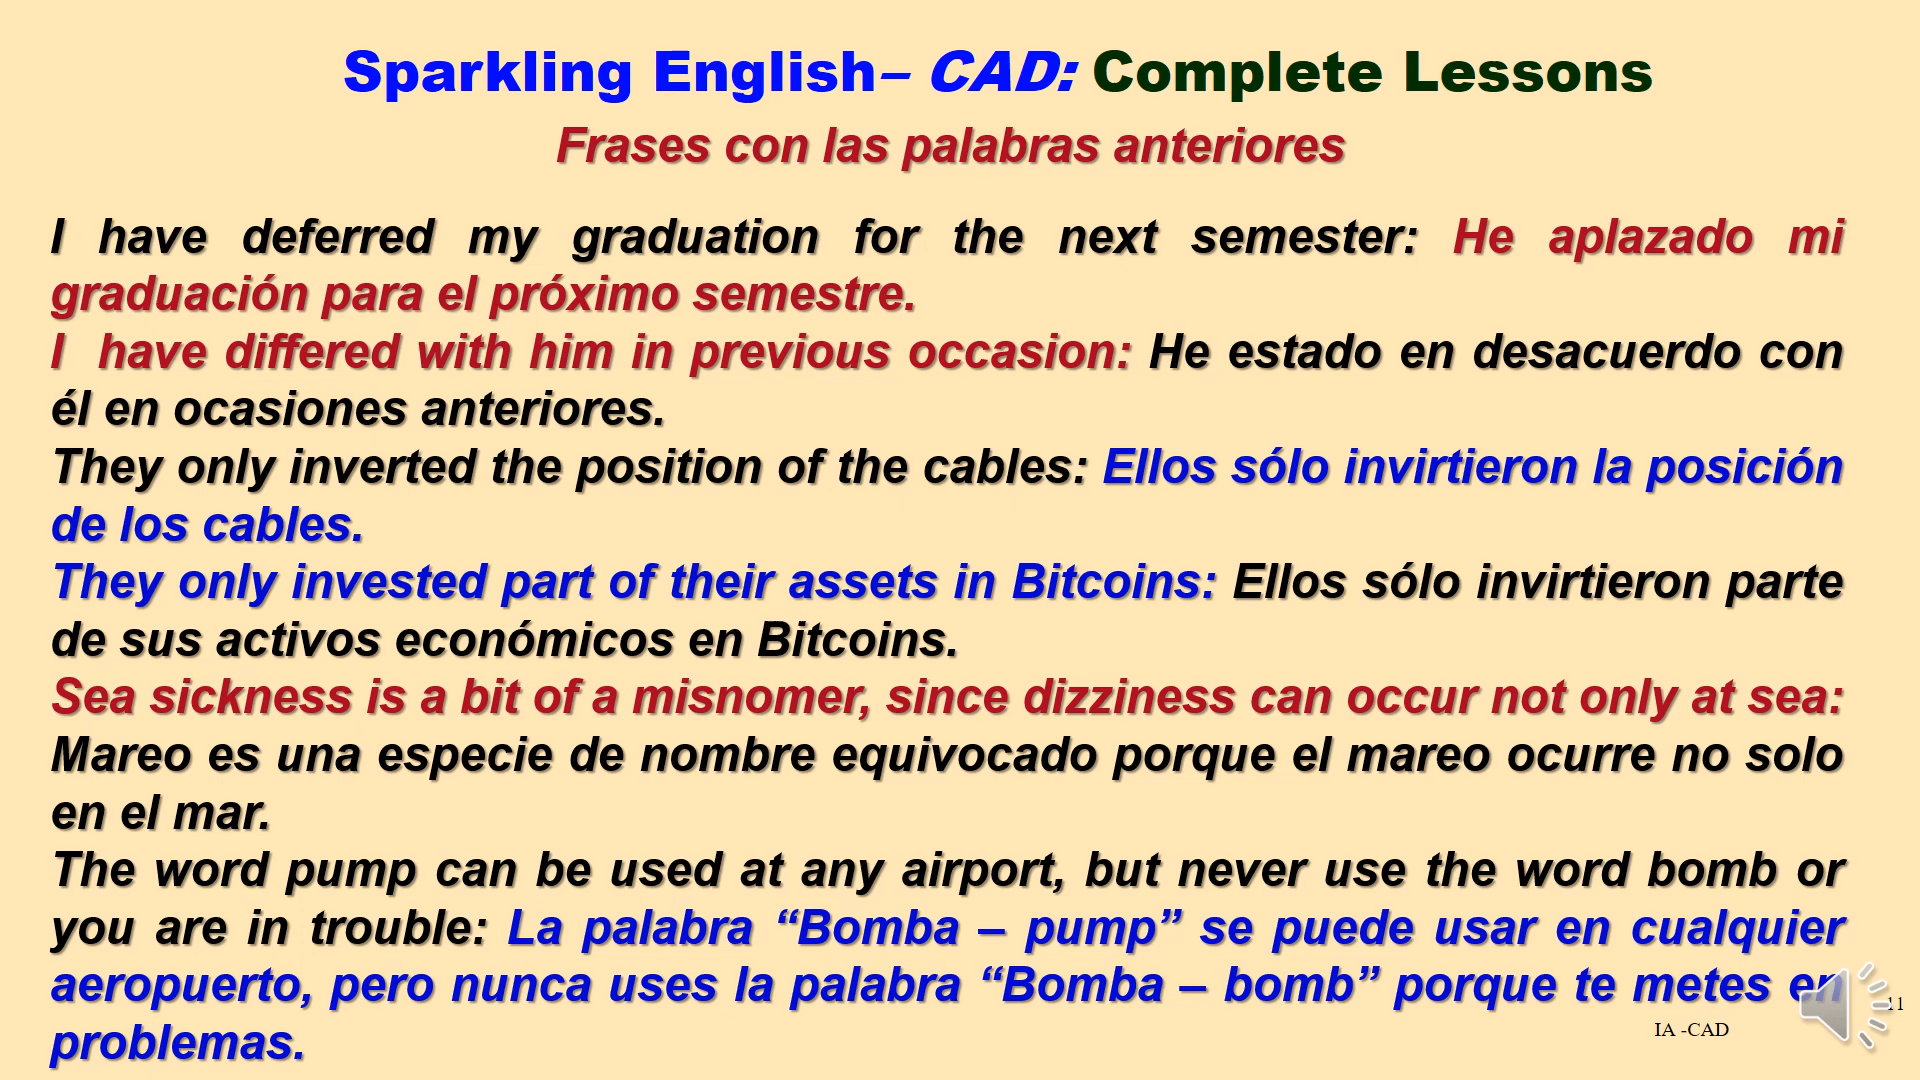 Sparkling English– CAD: Complete Lessons
Frases con las palabras anteriores
I have deferred my graduation for the next semester: He aplazado mi
graduación para el próximo semestre.
I have differed with him in previous occasion: He estado en desacuerdo con
él en ocasiones anteriores.
They only inverted the position of the cables: Ellos sólo invirtieron la posición
de los cables.
They only invested part of their assets in Bitcoins: Ellos sólo invirtieron parte
de sus activos económicos en Bitcoins.
Sea sickness is a bit of a misnomer, since dizziness can occur not only at sea:
Mareo es una especie de nombre equivocado porque el mareo ocurre no solo
en el mar.
The word pump can be used at any airport, but never use the word bomb or
you are in trouble: La palabra “Bomba – pump” se puede usar en cualquier
aeropuerto, pero nunca uses la palabra “Bomba – bomb” porque te metes en
problemas.
11
IA -CAD